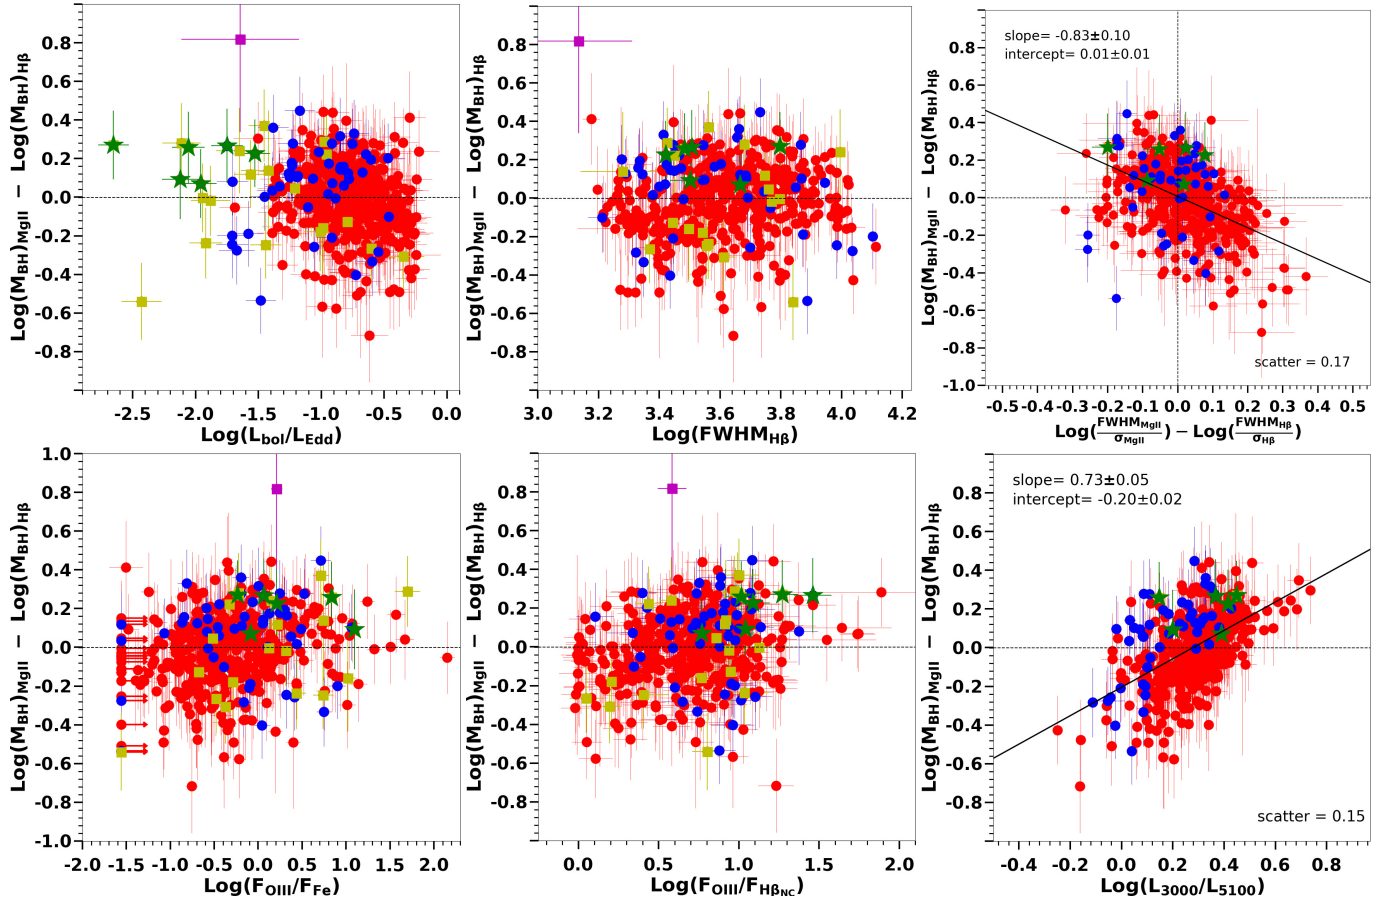 Log(M_BH)_MgII − Log(M_BH)_Hβ
0.8
0.4
0.2
0.0
-0.2
-0.4
-0.8
-2.5 -2.0 -1.5 -1.0 -0.5 0.0
Log(L_bol/L_Edd)
Log(M_BH)_MgII − Log(M_BH)_Hβ
0.8
0.4
0.2
0.0
-0.2
-0.4
-0.8
3.0 3.2 3.4 3.6 3.8 4.0 4.2
Log(FWHM_Hβ)
Log(M_BH)_MgII − Log(M_BH)_Hβ
slope= -0.83±0.10
intercept= 0.01±0.01
0.8
0.6
0.4
0.2
0.0
-0.2
-0.4
-0.6
-0.8
-1.0
scatter = 0.17
-0.5 -0.4 -0.3 -0.2 -0.1 0.0 0.1 0.2 0.3 0.4 0.5
Log(FWHM_MgII/σ_MgII) − Log(FWHM_Hβ/σ_Hβ)
Log(M_BH)_MgII − Log(M_BH)_Hβ
1.0
0.8
0.6
0.4
0.2
0.0
-0.2
-0.4
-0.6
-0.8
-1.0
-2.0 -1.5 -1.0 -0.5 0.0 0.5 1.0 1.5 2.0
Log(F_OIII/F_Fe)
Log(M_BH)_MgII − Log(M_BH)_Hβ
0.8
0.6
0.4
0.2
0.0
-0.2
-0.4
-0.6
-0.8
0.0 0.5 1.0 1.5 2.0
Log(F_OIII/F_Hβ_NC)
Log(M_BH)_MgII − Log(M_BH)_Hβ
slope= 0.73±0.05
intercept= -0.20±0.02
0.8
0.4
0.2
0.0
-0.2
-0.4
-0.8
scatter = 0.15
-0.4 -0.2 0.0 0.2 0.4 0.6 0.8
Log(L_3000/L_5100)